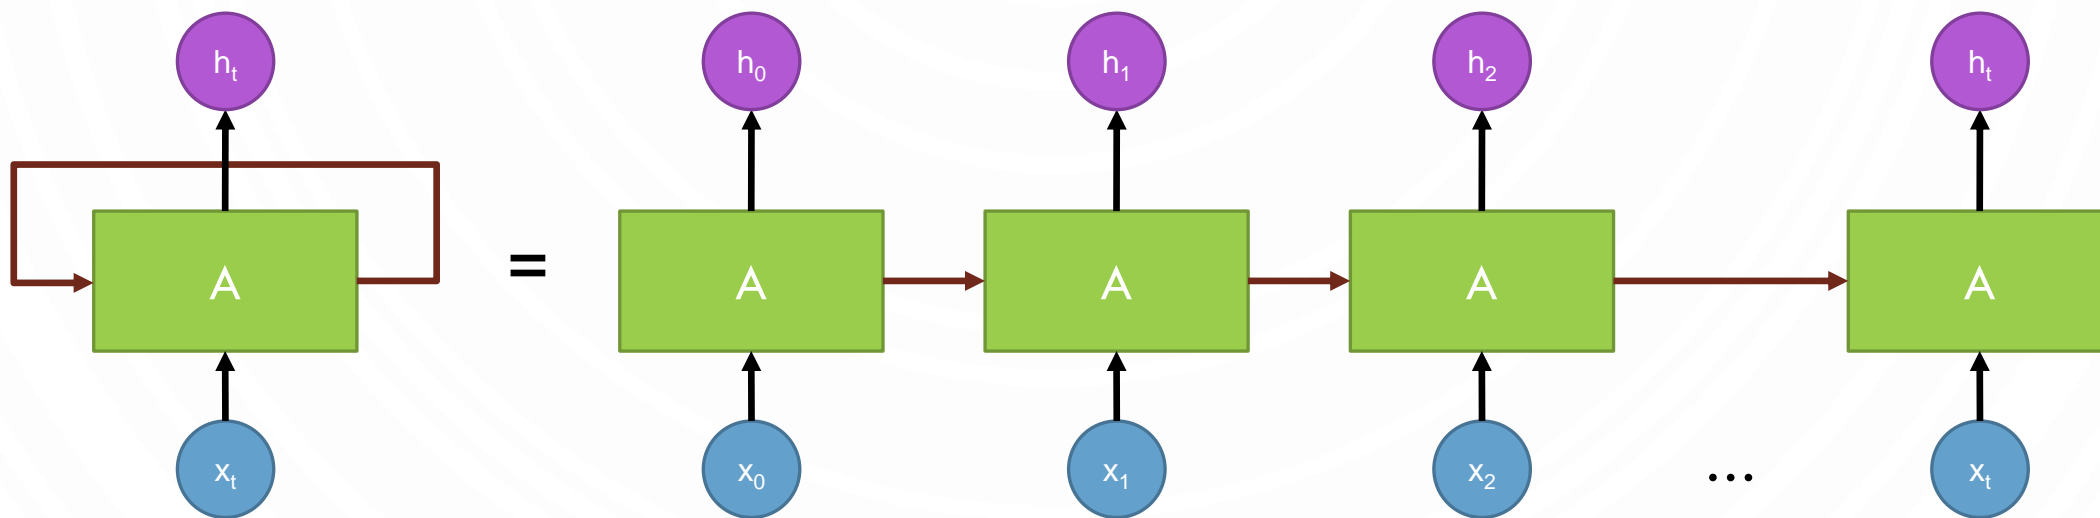 hₜ h₀ h₁ h₂ hₜ
A = A A A A
xₜ x₀ x₁ x₂ ... xₜ